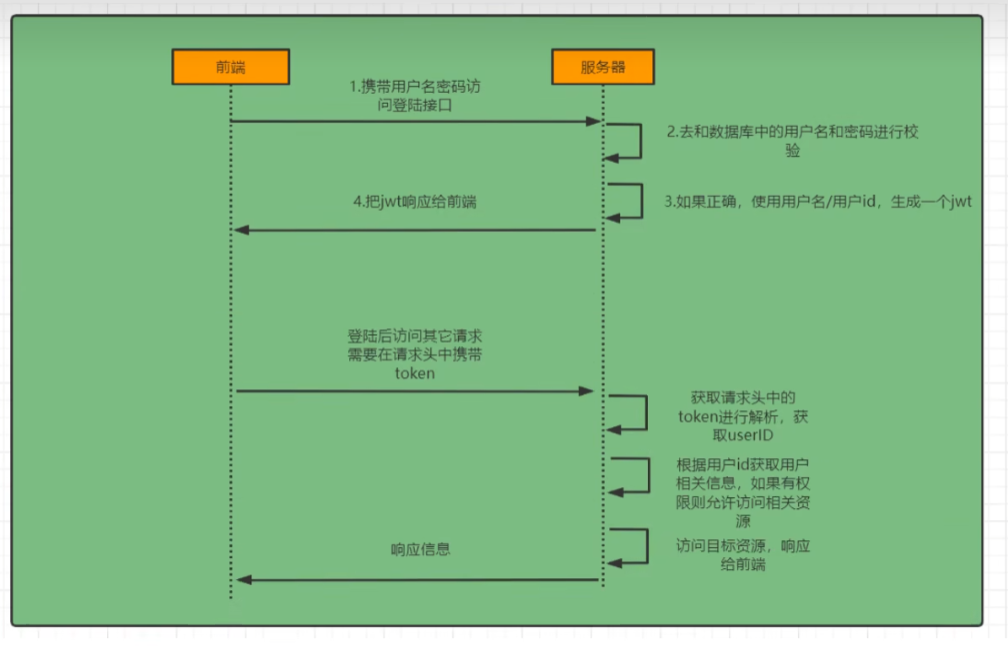 前端
服务器
1.携带用户名密码访
问登陆接口
2.去和数据库中的用户名和密码进行校
验
3.如果正确，使用用户名/用户id，生成一个jwt
4.把jwt响应给前端
登陆后访问其它请求
需要在请求头中携带
token
获取请求头中的
token进行解析，获
取userID
根据用户id获取用户
相关信息，如果有权
限则允许访问相关资
源
访问目标资源，响应
给前端
响应信息